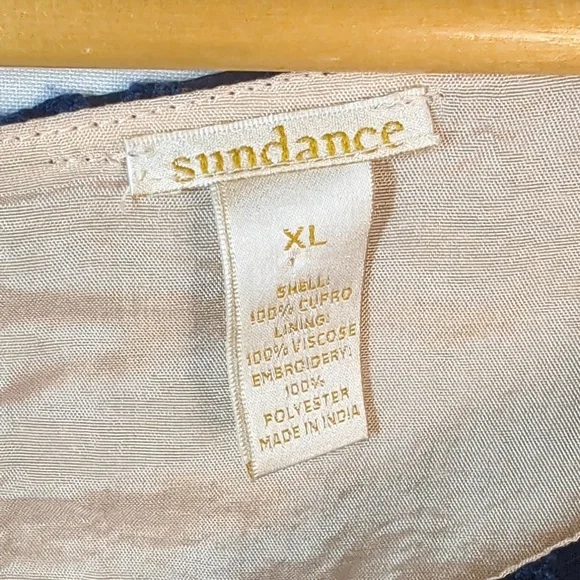 sundance
XL
SHELL:
100% CUPRO
LINING:
100% VISCOSE
EMBROIDERY:
100%
POLYESTER
MADE IN INDIA